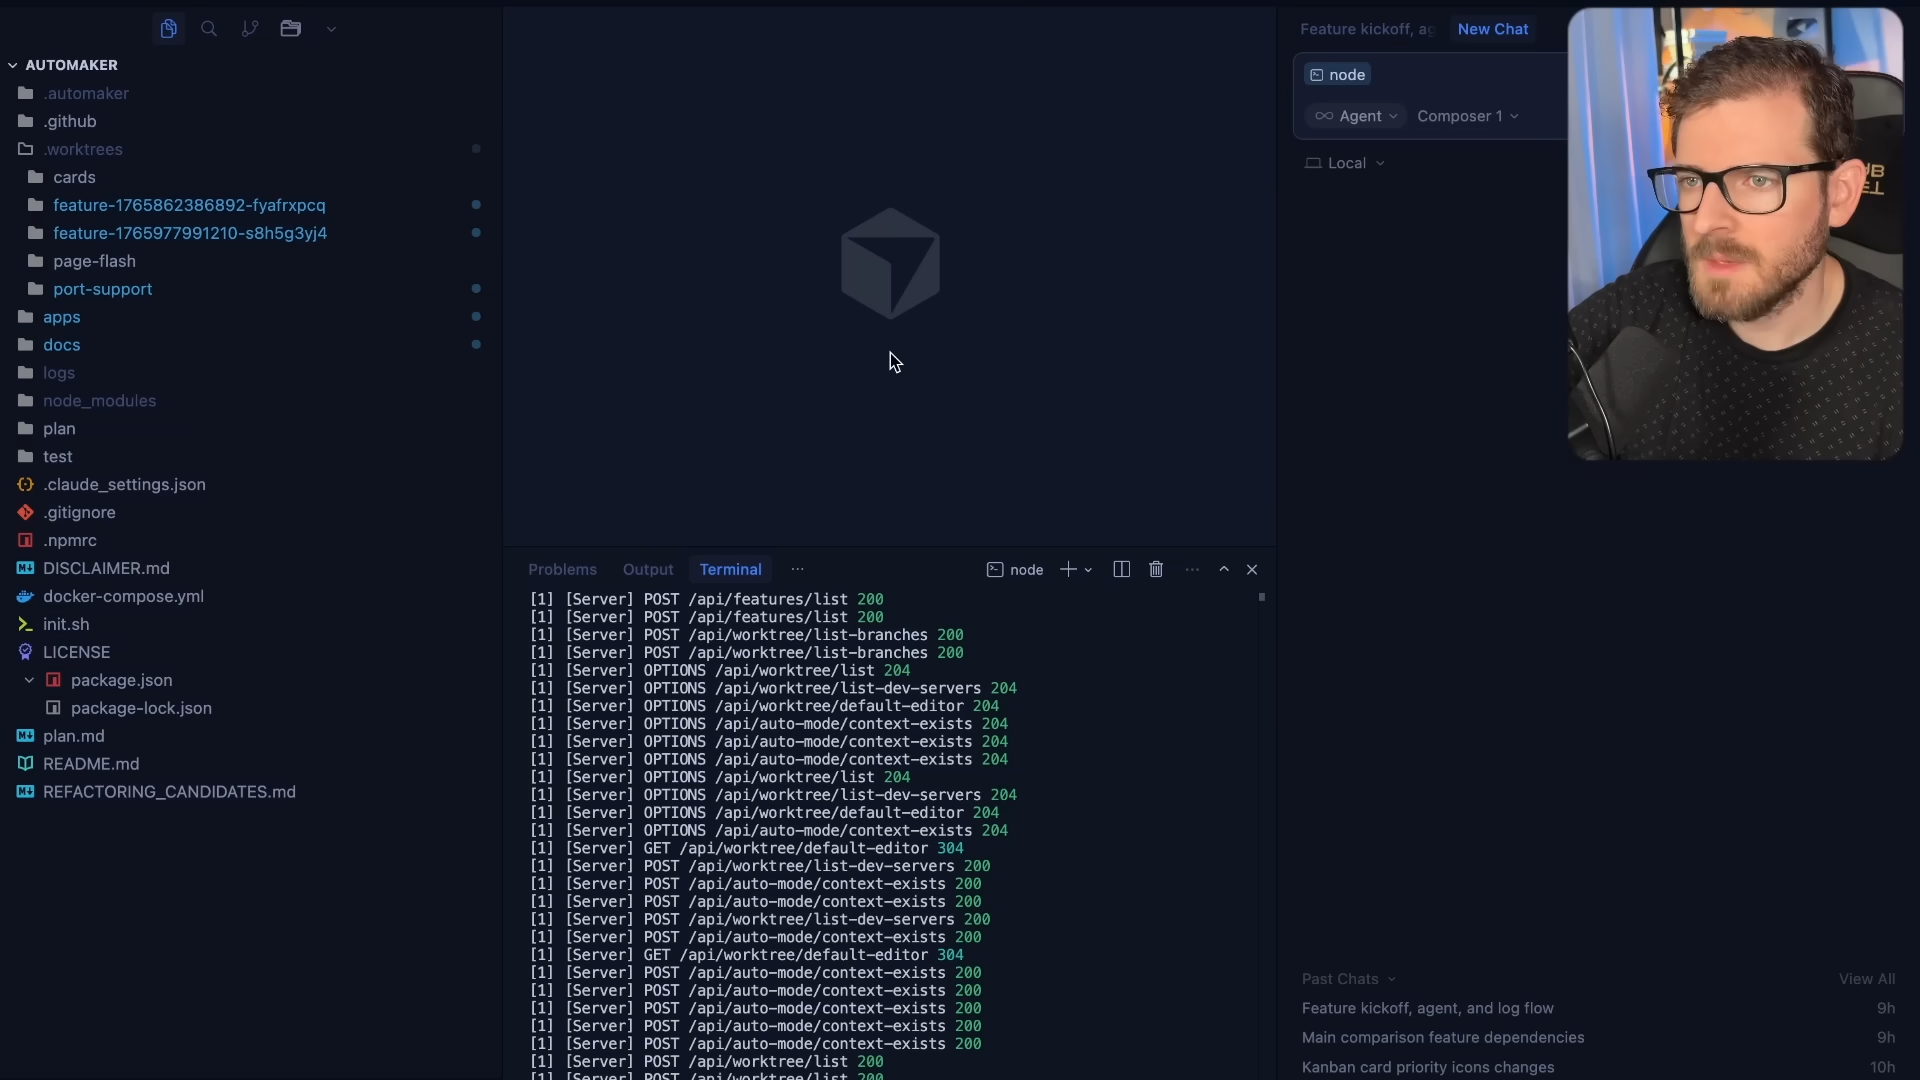 AUTOMAKER
.automaker
.github
.worktrees
cards
feature-1765862386892-fyafrxpcq
feature-1765977991210-s8h5g3yj4
page-flash
port-support
apps
docs
logs
node_modules
plan
test
.claude_settings.json
.gitignore
.npmrc
DISCLAIMER.md
docker-compose.yml
init.sh
LICENSE
package.json
package-lock.json
plan.md
README.md
REFACTORING_CANDIDATES.md
Problems Output Terminal ... node
[1] [Server] POST /api/features/list 200
[1] [Server] POST /api/features/list 200
[1] [Server] POST /api/worktree/list-branches 200
[1] [Server] POST /api/worktree/list-branches 200
[1] [Server] OPTIONS /api/worktree/list 204
[1] [Server] OPTIONS /api/worktree/list-dev-servers 204
[1] [Server] OPTIONS /api/worktree/default-editor 204
[1] [Server] OPTIONS /api/auto-mode/context-exists 204
[1] [Server] OPTIONS /api/auto-mode/context-exists 204
[1] [Server] OPTIONS /api/auto-mode/context-exists 204
[1] [Server] OPTIONS /api/worktree/list 204
[1] [Server] OPTIONS /api/worktree/list-dev-servers 204
[1] [Server] OPTIONS /api/worktree/default-editor 204
[1] [Server] OPTIONS /api/auto-mode/context-exists 204
[1] [Server] GET /api/worktree/default-editor 304
[1] [Server] POST /api/worktree/list-dev-servers 200
[1] [Server] POST /api/auto-mode/context-exists 200
[1] [Server] POST /api/auto-mode/context-exists 200
[1] [Server] POST /api/worktree/list-dev-servers 200
[1] [Server] POST /api/auto-mode/context-exists 200
[1] [Server] GET /api/worktree/default-editor 304
[1] [Server] POST /api/auto-mode/context-exists 200
[1] [Server] POST /api/auto-mode/context-exists 200
[1] [Server] POST /api/auto-mode/context-exists 200
[1] [Server] POST /api/auto-mode/context-exists 200
[1] [Server] POST /api/auto-mode/context-exists 200
[1] [Server] POST /api/worktree/list 200
[1] [Server] POST /api/worktree/list 200
Feature kickoff, ag New Chat
node
Agent Composer 1
Local
Past Chats View All
Feature kickoff, agent, and log flow 9h
Main comparison feature dependencies 9h
Kanban card priority icons changes 10h